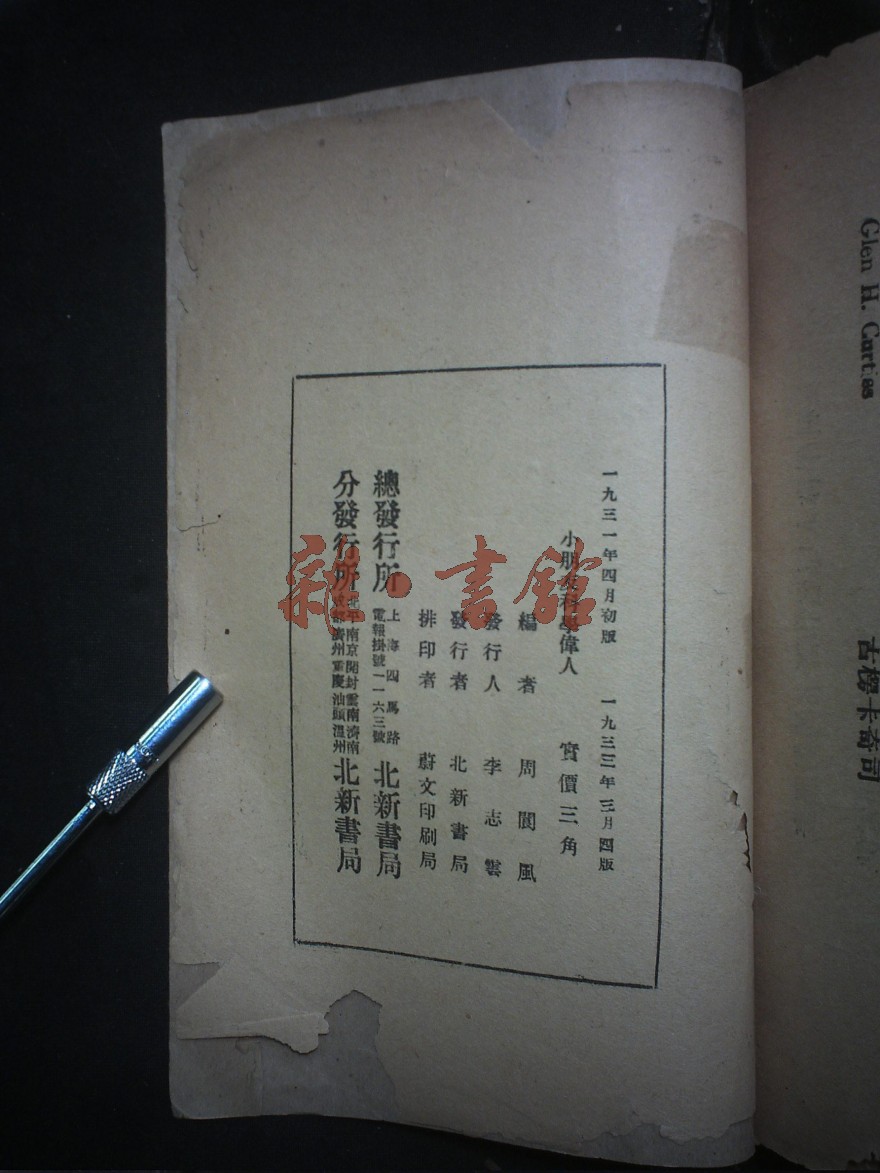 一九三一年四月初版　一九三三年三月四版
小朋友科學偉人　實價三角
編者　周閬風
發行人　李志雲
發行者　北新書局
排印者　蔚文印刷局
總發行所　上海四馬路　電報掛號一一六三號　北新書局
分發行所　北平南京開封雲南濟南　成都廣州重慶汕頭溫州　北新書局
Glen H. Curtiss
古楞卡奇司
雜·書館